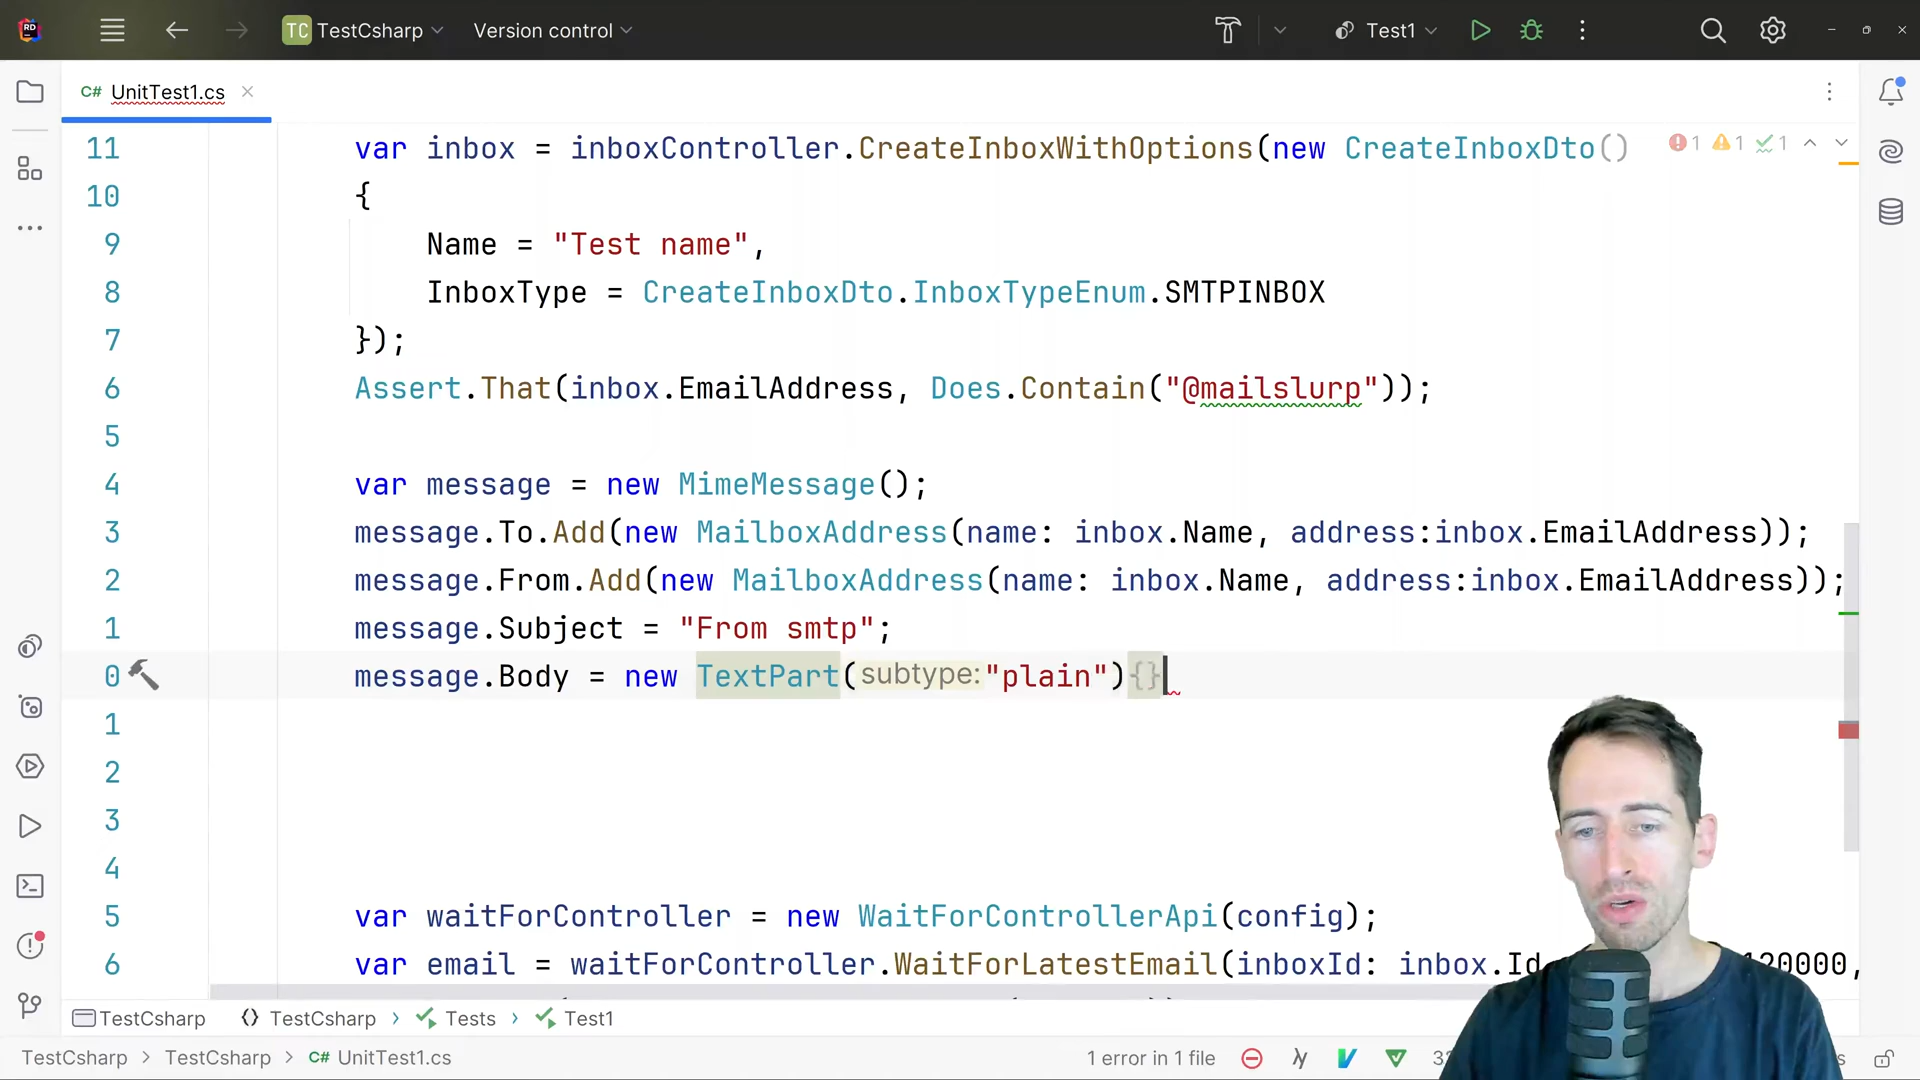 TC TestCsharp Version control Test1
C# UnitTest1.cs
11 var inbox = inboxController.CreateInboxWithOptions(new CreateInboxDto() 1 1 1
10 {
9 Name = "Test name",
8 InboxType = CreateInboxDto.InboxTypeEnum.SMTPINBOX
7 });
6 Assert.That(inbox.EmailAddress, Does.Contain("@mailslurp"));
5
4 var message = new MimeMessage();
3 message.To.Add(new MailboxAddress(name: inbox.Name, address:inbox.EmailAddress));
2 message.From.Add(new MailboxAddress(name: inbox.Name, address:inbox.EmailAddress));
1 message.Subject = "From smtp";
0 message.Body = new TextPart(subtype:"plain"){}
1
2
3
4
5 var waitForController = new WaitForControllerApi(config);
6 var email = waitForController.WaitForLatestEmail(inboxId: inbox.Id 120000,
TestCsharp TestCsharp Tests Test1
TestCsharp TestCsharp C# UnitTest1.cs 1 error in 1 file